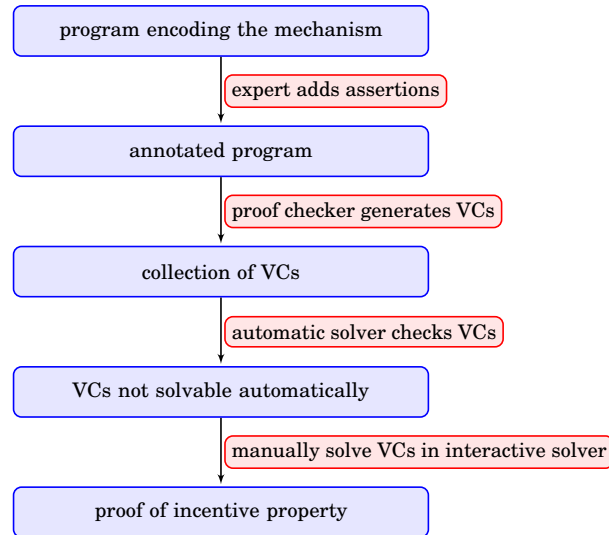 program encoding the mechanism
expert adds assertions
annotated program
proof checker generates VCs
collection of VCs
automatic solver checks VCs
VCs not solvable automatically
manually solve VCs in interactive solver
proof of incentive property